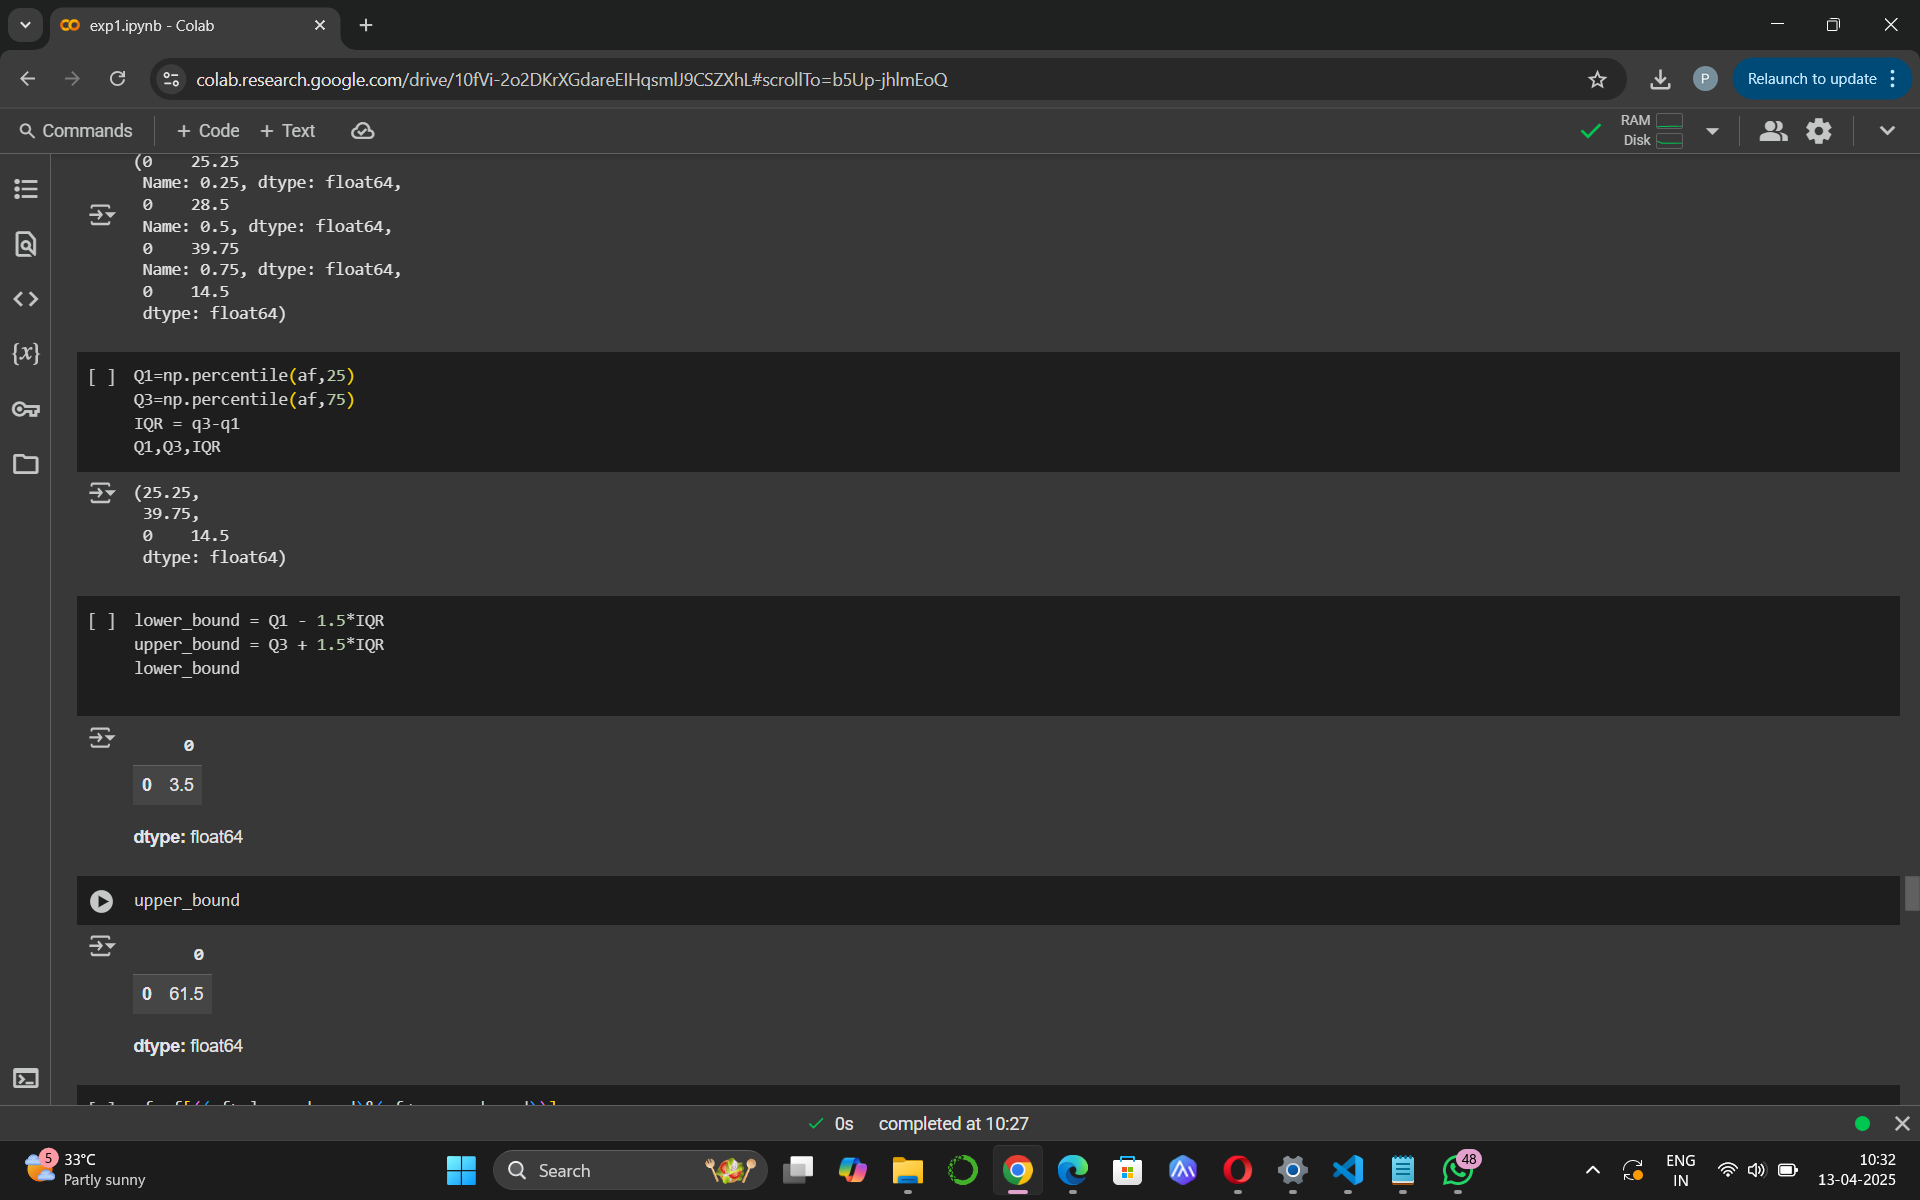 exp1.ipynb - Colab
colab.research.google.com/drive/10fVi-2o2DKrXGdareEIHqsmlJ9CSZXhL#scrollTo=b5Up-jhlmEoQ
P
Relaunch to update
Commands
+ Code
+ Text
RAM
Disk
(0    25.25
Name: 0.25, dtype: float64,
0    28.5
Name: 0.5, dtype: float64,
0    39.75
Name: 0.75, dtype: float64,
0    14.5
dtype: float64)
[ ] Q1=np.percentile(af,25)
Q3=np.percentile(af,75)
IQR = q3-q1
Q1,Q3,IQR
(25.25,
39.75,
0    14.5
dtype: float64)
[ ] lower_bound = Q1 - 1.5*IQR
upper_bound = Q3 + 1.5*IQR
lower_bound
0
0 3.5
dtype: float64
upper_bound
0
0 61.5
dtype: float64
0s completed at 10:27
5
33°C
Partly sunny
Search
48
ENG
IN
10:32
13-04-2025